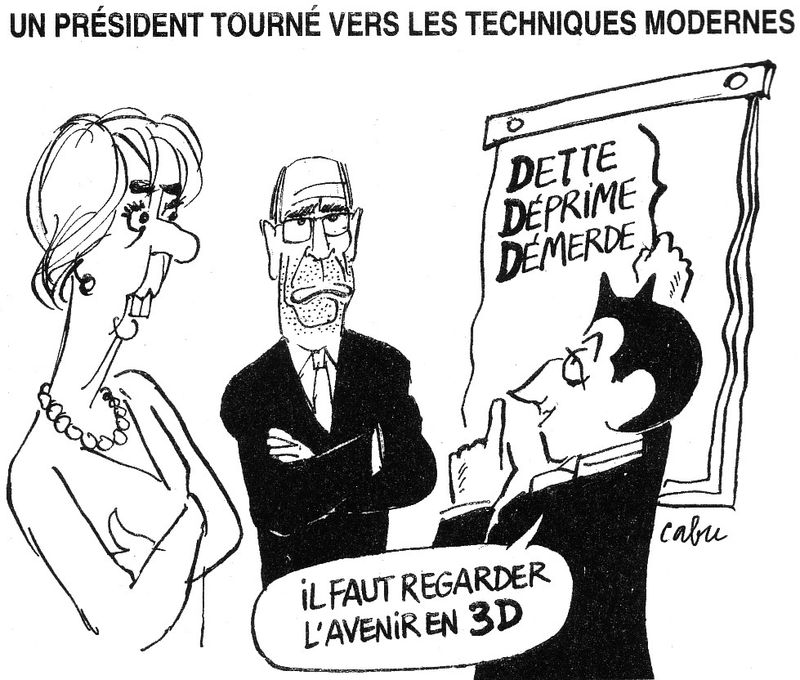 UN PRÉSIDENT TOURNÉ VERS LES TECHNIQUES MODERNES
DETTE
DÉPRIME
DÉMERDE
cabu
iL FAUT REGARDER
L'AVENiR EN 3D